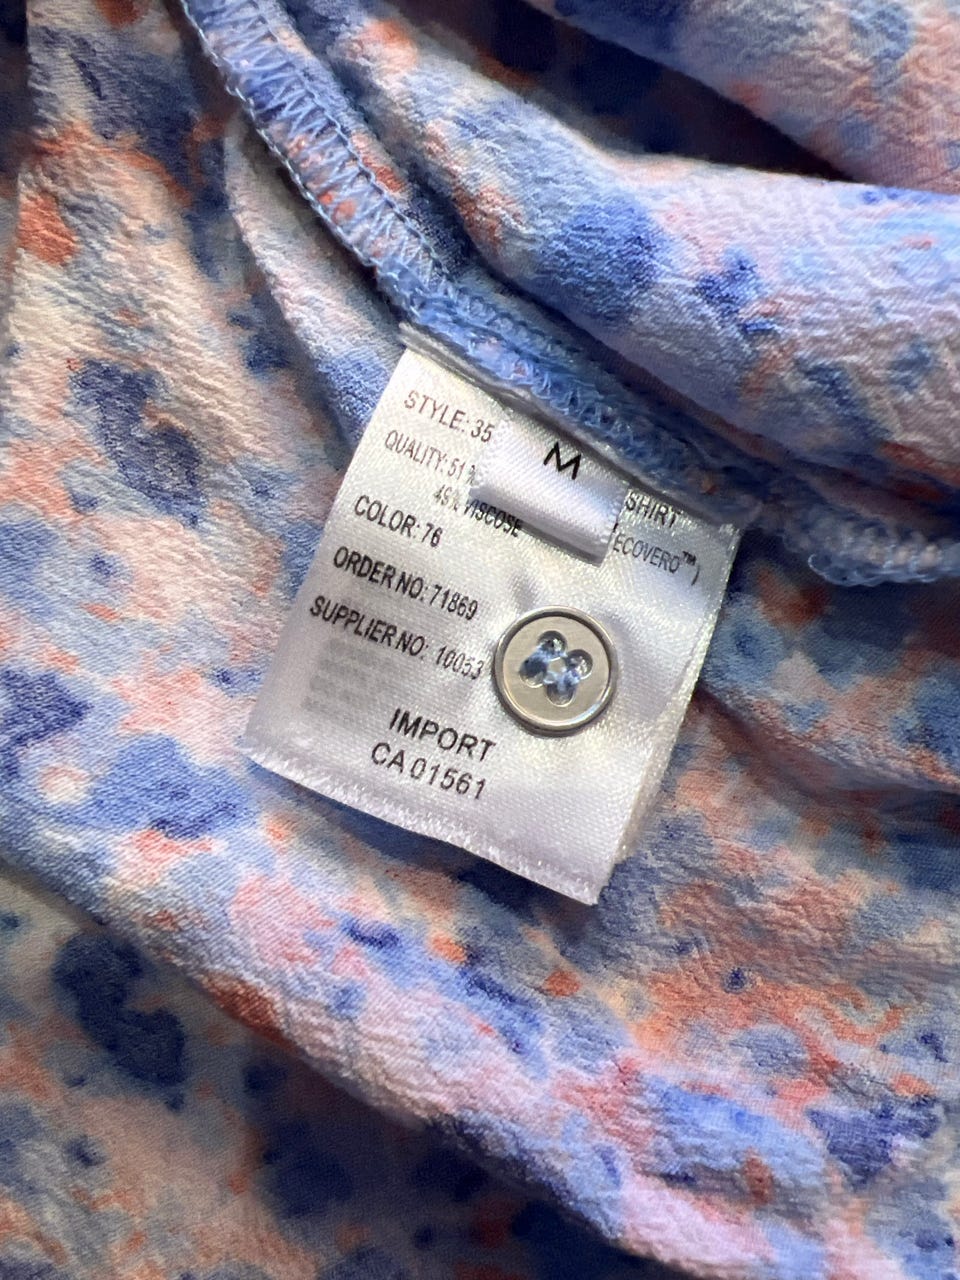 M
STYLE: 35 SHIRT
QUALITY: 51%
49% VISCOSE ECOVERO™)
COLOR: 76
ORDER NO: 71869
SUPPLIER NO: 10053
IMPORT
CA 01561